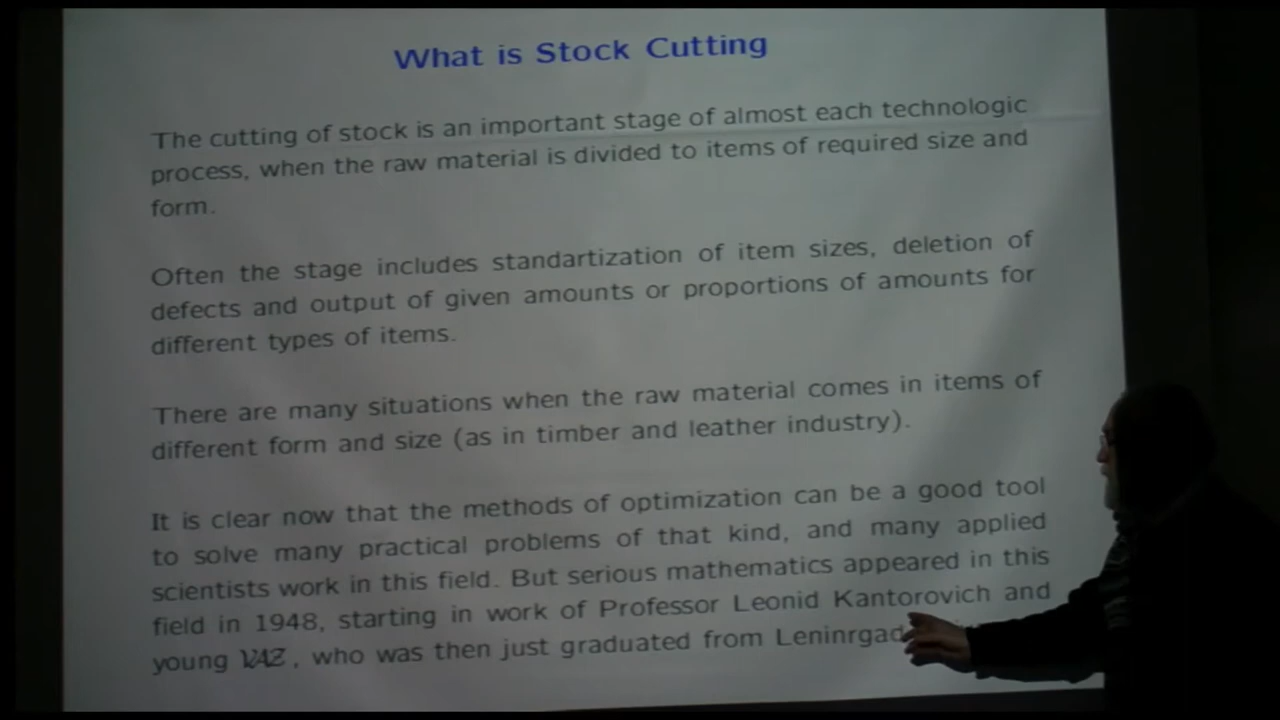 What is Stock Cutting
The cutting of stock is an important stage of almost each technologic
process, when the raw material is divided to items of required size and
form.
Often the stage includes standartization of item sizes, deletion of
defects and output of given amounts or proportions of amounts for
different types of items.
There are many situations when the raw material comes in items of
different form and size (as in timber and leather industry).
It is clear now that the methods of optimization can be a good tool
to solve many practical problems of that kind, and many applied
scientists work in this field. But serious mathematics appeared in this
field in 1948, starting in work of Professor Leonid Kantorovich and
young VAZ, who was then just graduated from Leninrgad